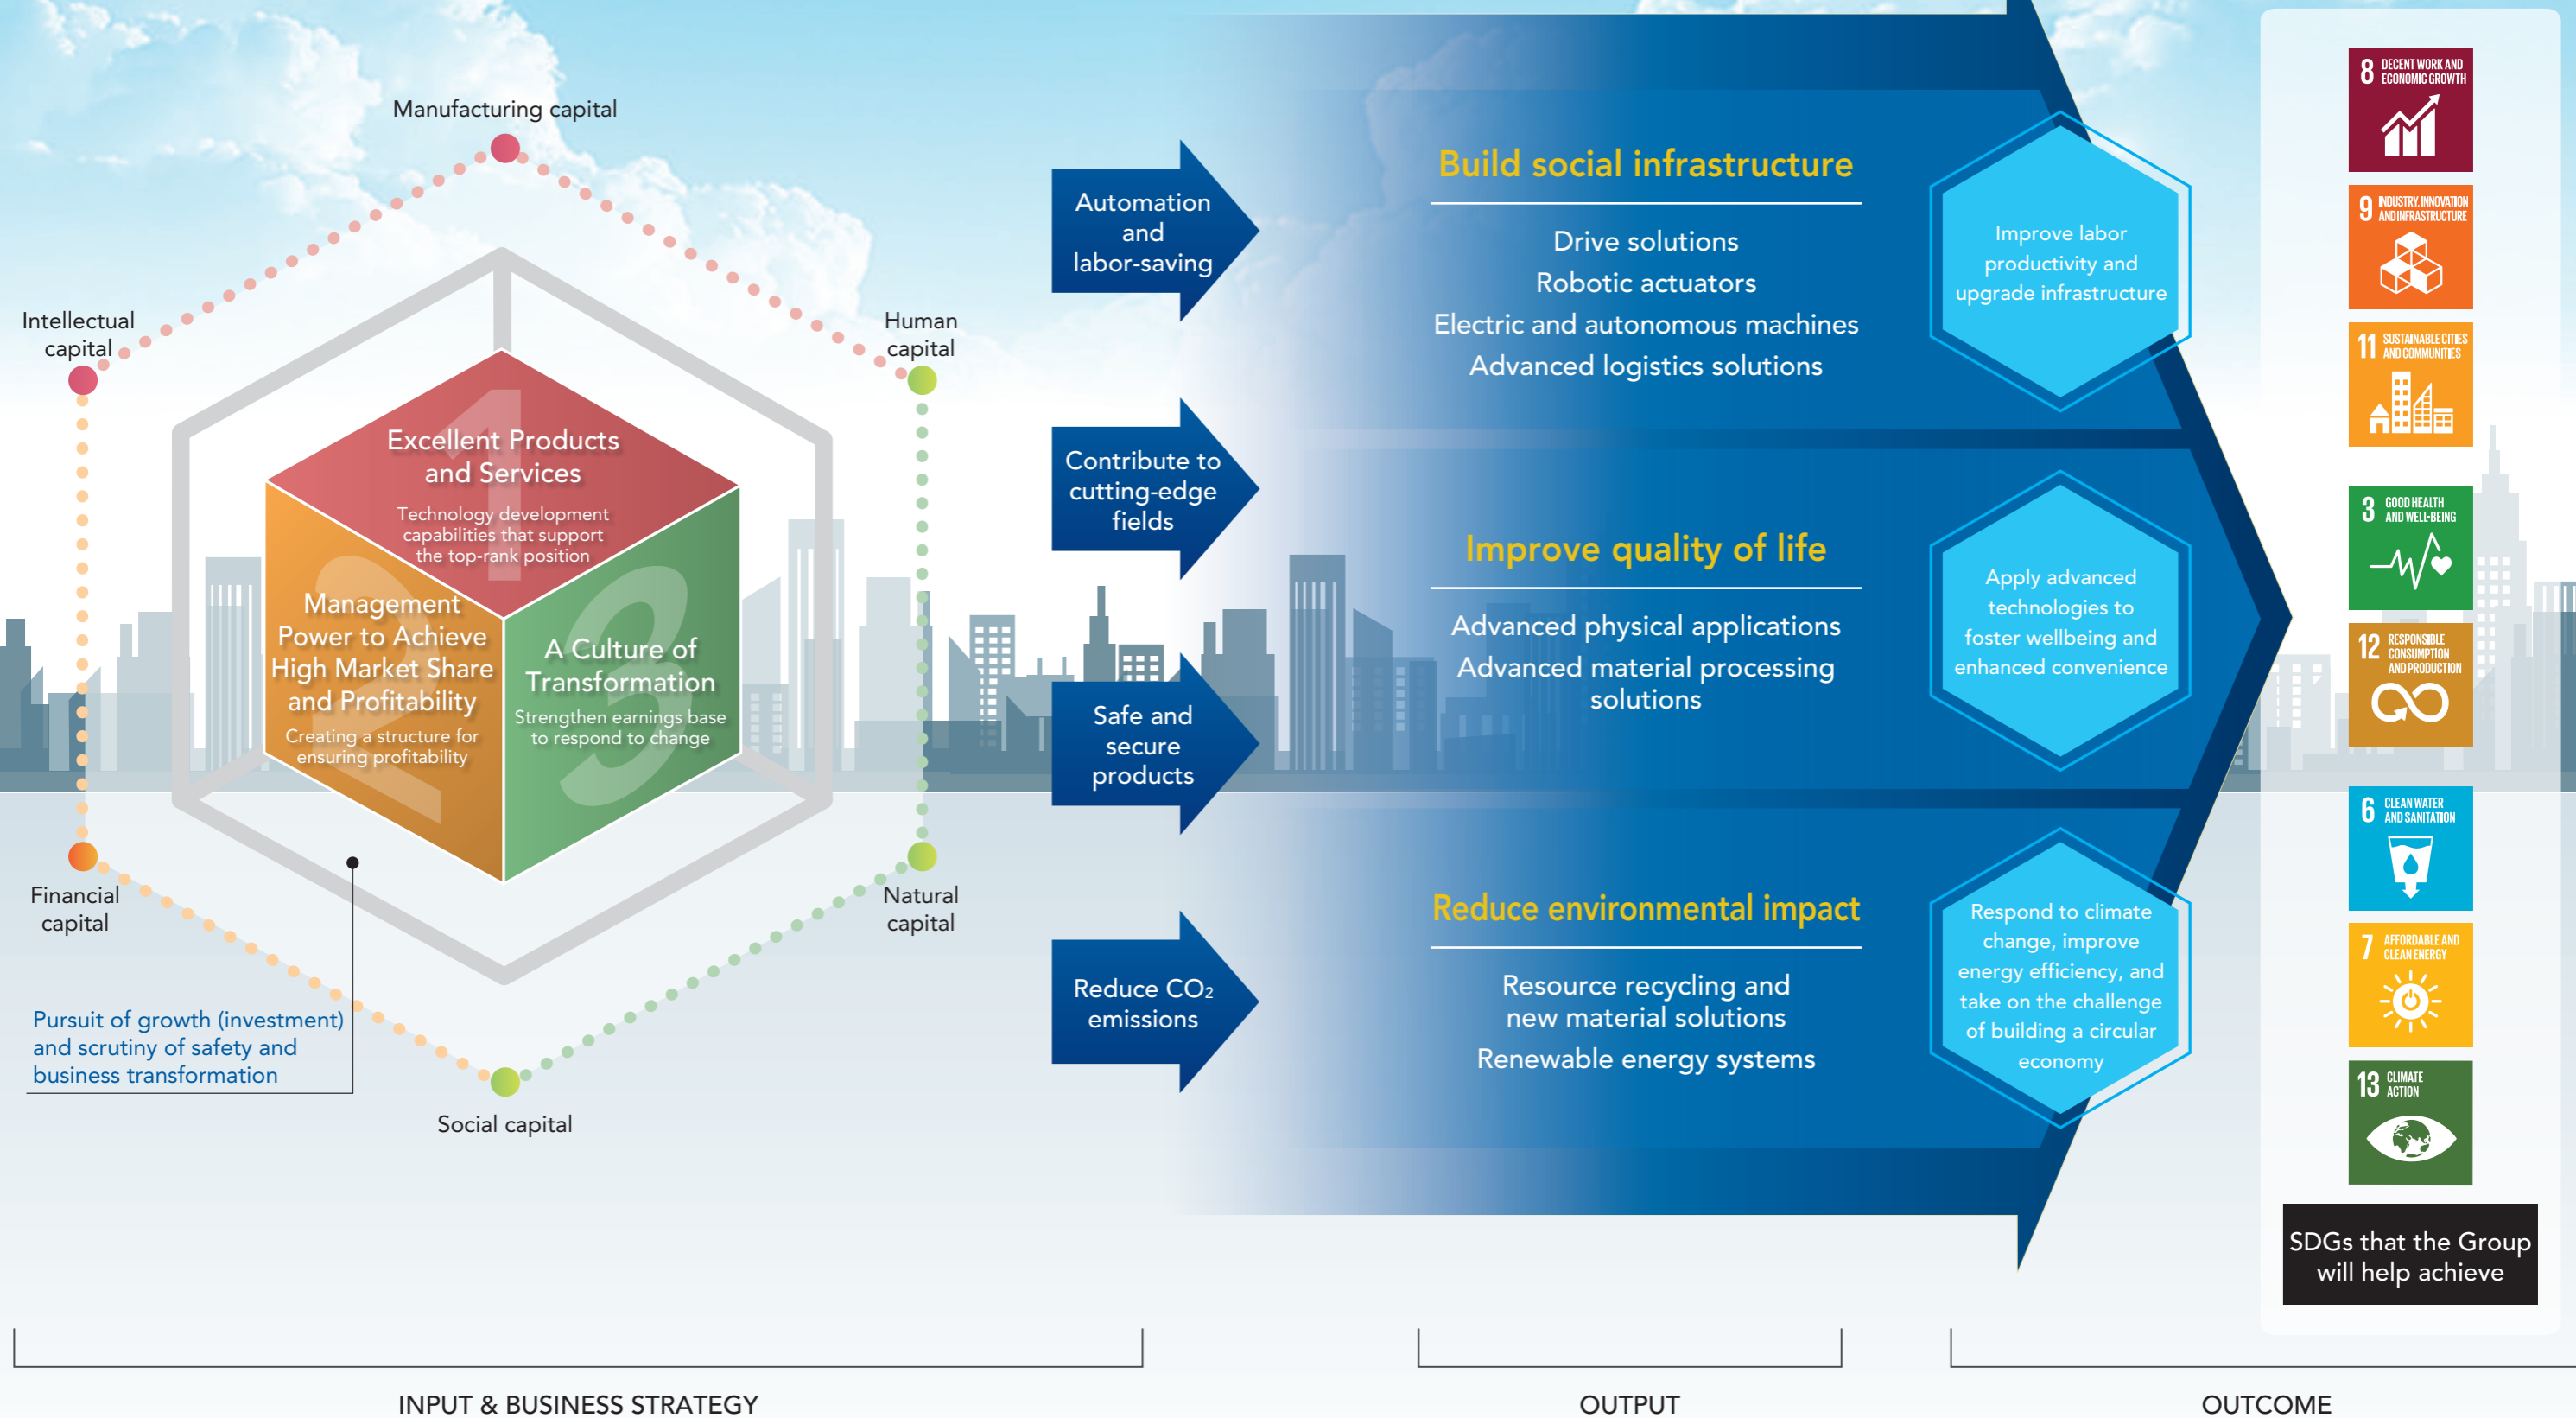 Manufacturing capital
Intellectual
capital
Human
capital
1
Excellent Products
and Services
Technology development
capabilities that support
the top-rank position
2
Management
Power to Achieve
High Market Share
and Profitability
Creating a structure for
ensuring profitability
3
A Culture of
Transformation
Strengthen earnings base
to respond to change
Financial
capital
Natural
capital
Pursuit of growth (investment)
and scrutiny of safety and
business transformation
Social capital
Automation
and
labor-saving
Contribute to
cutting-edge
fields
Safe and
secure
products
Reduce CO₂
emissions
Build social infrastructure
Drive solutions
Robotic actuators
Electric and autonomous machines
Advanced logistics solutions
Improve labor
productivity and
upgrade infrastructure
Improve quality of life
Advanced physical applications
Advanced material processing
solutions
Apply advanced
technologies to
foster wellbeing and
enhanced convenience
Reduce environmental impact
Resource recycling and
new material solutions
Renewable energy systems
Respond to climate
change, improve
energy efficiency, and
take on the challenge
of building a circular
economy
8 DECENT WORK AND
ECONOMIC GROWTH
9 INDUSTRY, INNOVATION
AND INFRASTRUCTURE
11 SUSTAINABLE CITIES
AND COMMUNITIES
3 GOOD HEALTH
AND WELL-BEING
12 RESPONSIBLE
CONSUMPTION
AND PRODUCTION
6 CLEAN WATER
AND SANITATION
7 AFFORDABLE AND
CLEAN ENERGY
13 CLIMATE
ACTION
SDGs that the Group
will help achieve
INPUT & BUSINESS STRATEGY
OUTPUT
OUTCOME